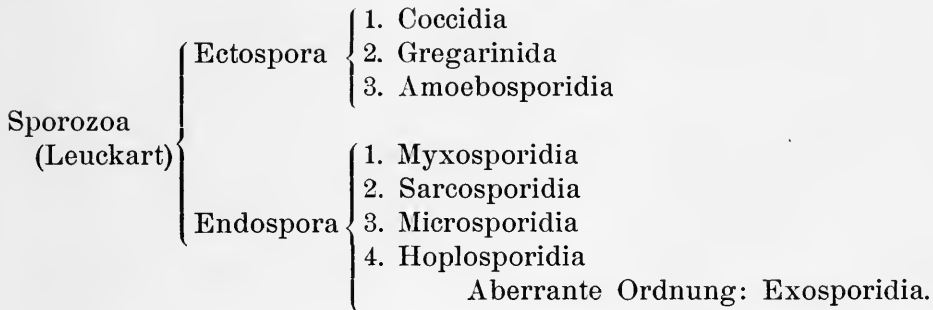 1. Coccidia
Ectospora 2. Gregarinida
3. Amoebosporidia
Sporozoa
(Leuckart)
1. Myxosporidia
2. Sarcosporidia
Endospora 3. Microsporidia
4. Hoplosporidia
Aberrante Ordnung: Exosporidia.